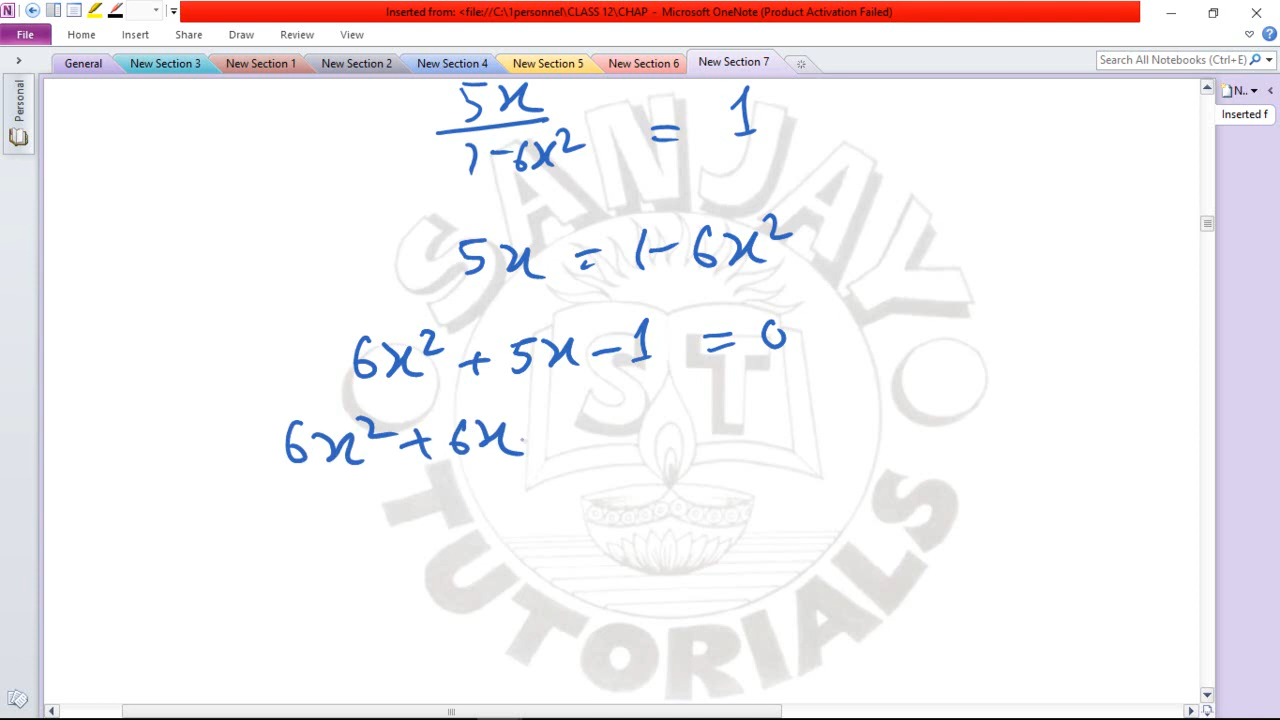 Inserted from: <file://C:\1personnel\CLASS 12\CHAP - Microsoft OneNote (Product Activation Failed)
File Home Insert Share Draw Review View
General New Section 3 New Section 1 New Section 2 New Section 4 New Section 5 New Section 6 New Section 7 Search All Notebooks (Ctrl+E)
Personal
N..
Inserted f
5x
1-6x² = 1
5x = 1-6x²
6x² + 5x - 1 = 0
6x² + 6x
SANJAY
ST
TUTORIALS